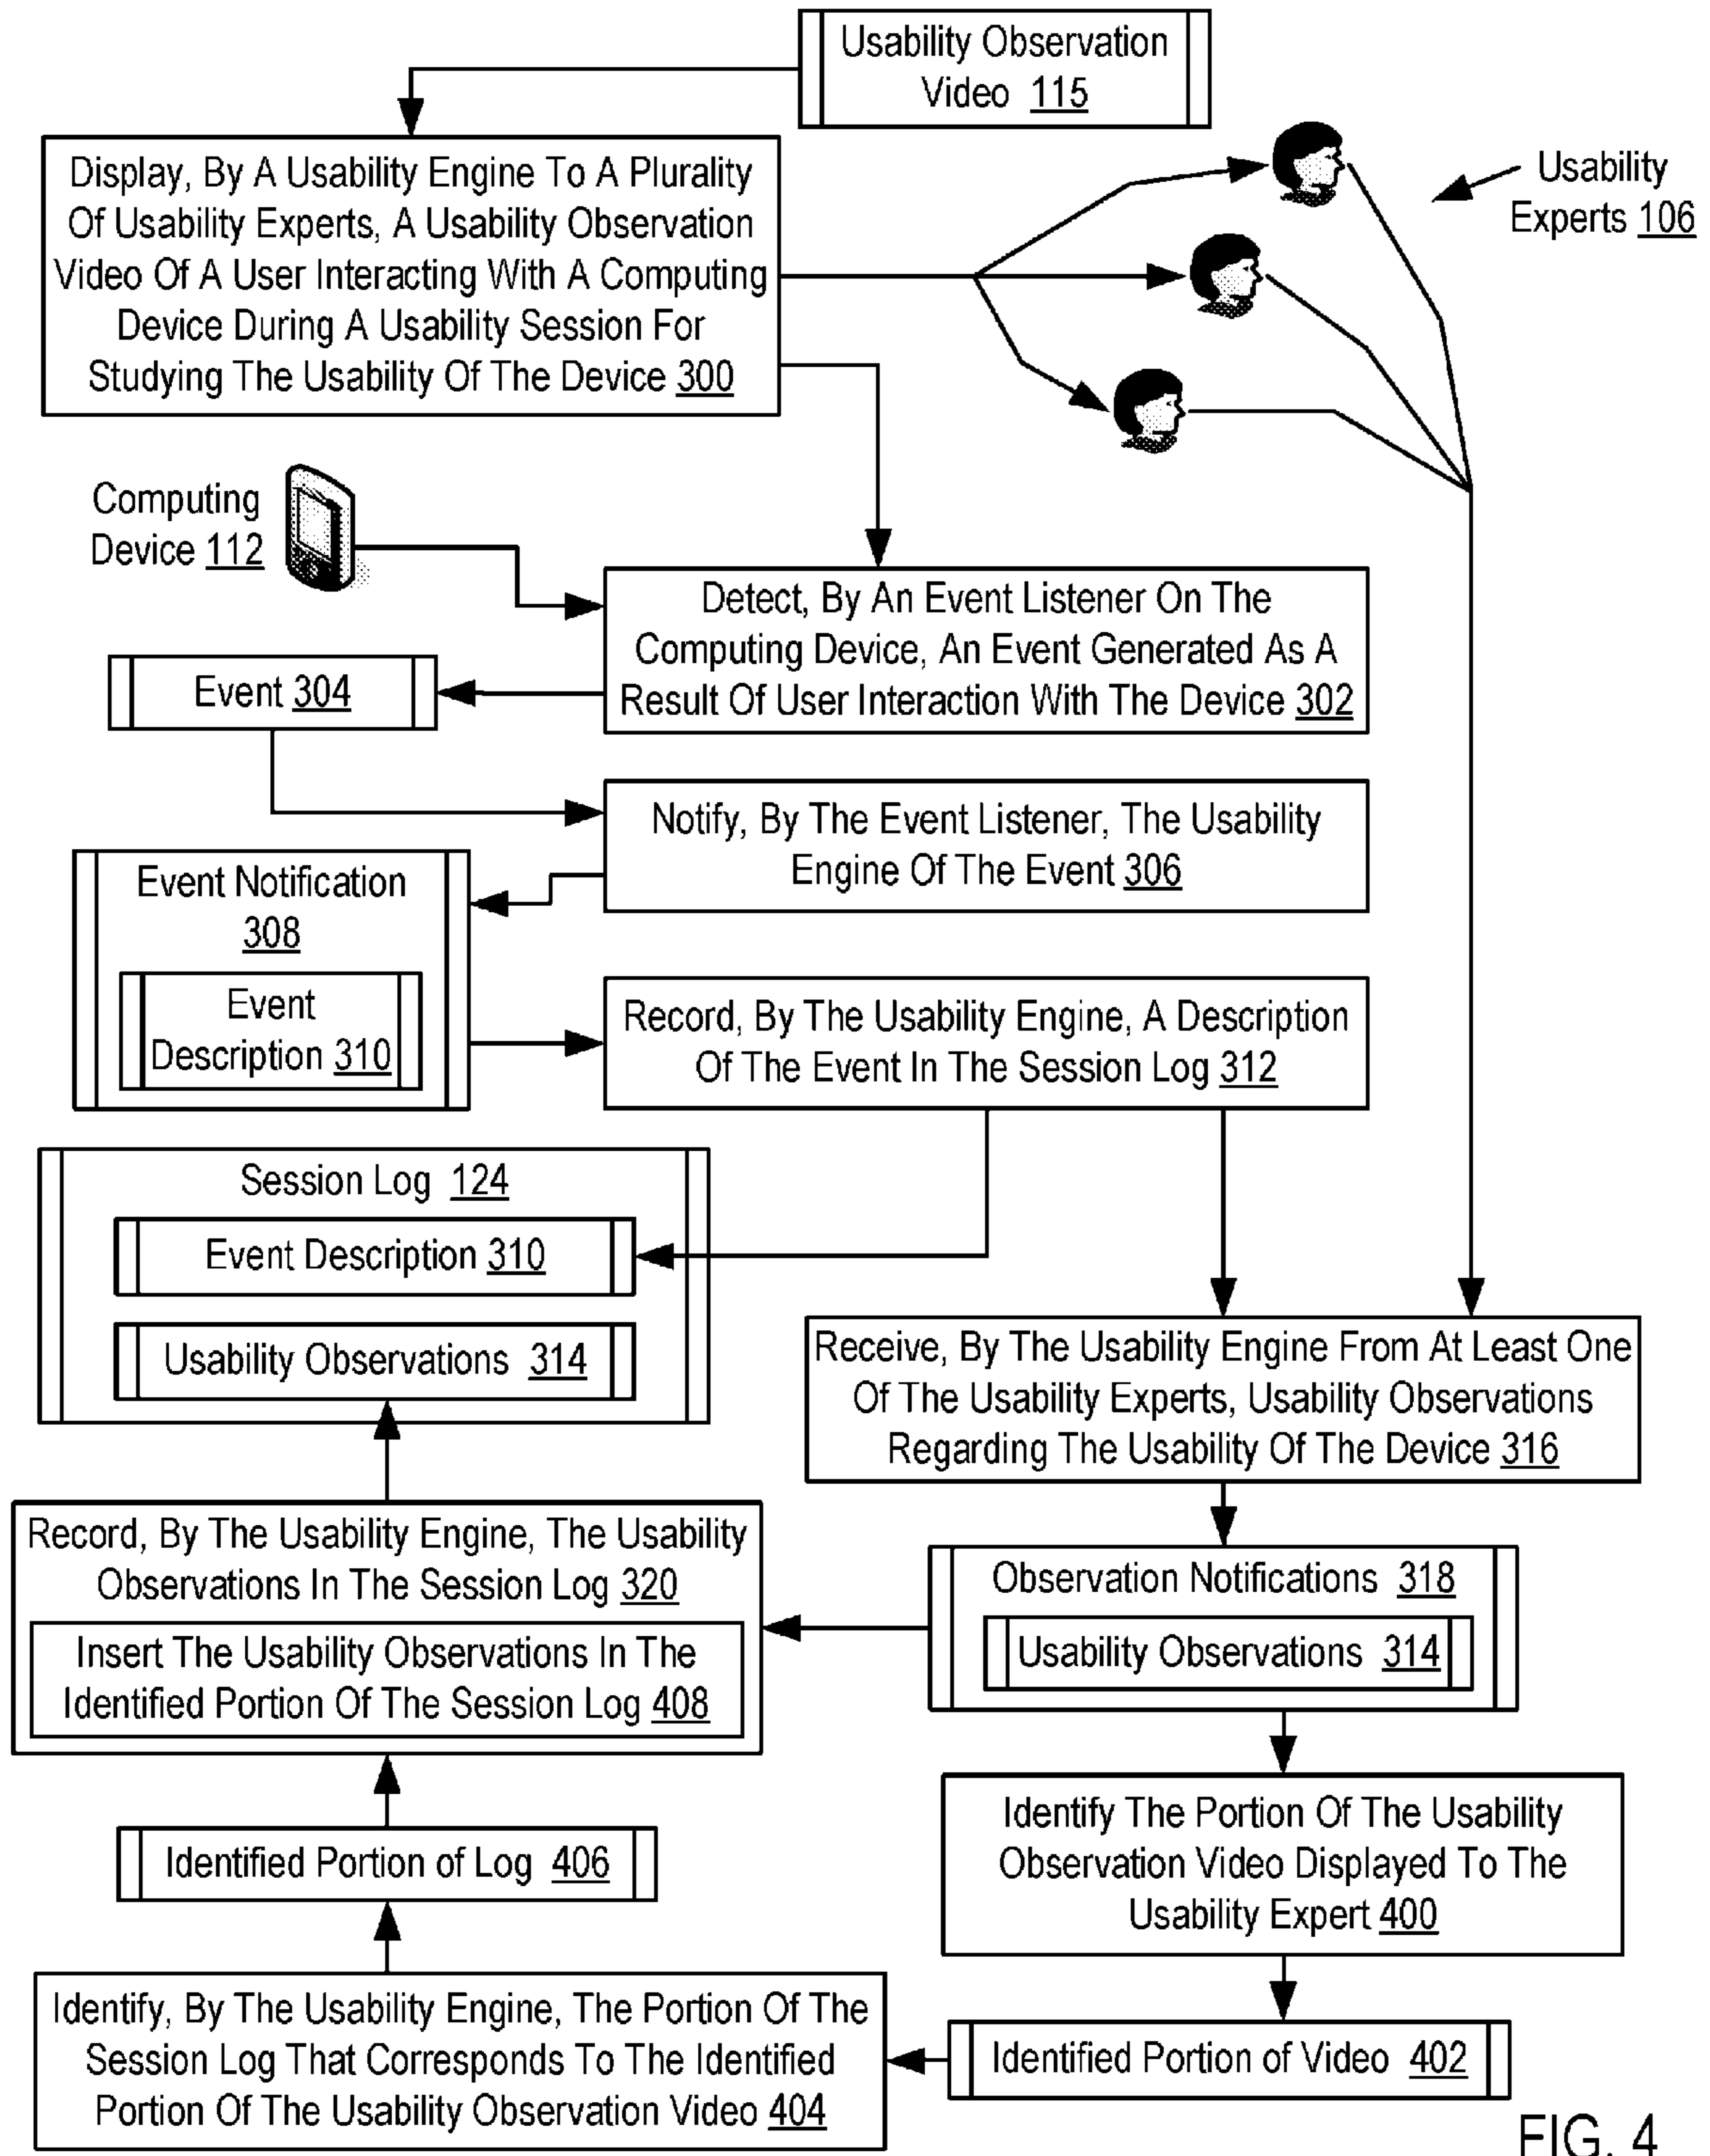 Usability Observation
Video 115
Display, By A Usability Engine To A Plurality
Of Usability Experts, A Usability Observation
Video Of A User Interacting With A Computing
Device During A Usability Session For
Studying The Usability Of The Device 300
Usability
Experts 106
Computing
Device 112
Detect, By An Event Listener On The
Computing Device, An Event Generated As A
Result Of User Interaction With The Device 302
Event 304
Notify, By The Event Listener, The Usability
Engine Of The Event 306
Event Notification
308
Event
Description 310
Record, By The Usability Engine, A Description
Of The Event In The Session Log 312
Session Log 124
Event Description 310
Usability Observations 314
Receive, By The Usability Engine From At Least One
Of The Usability Experts, Usability Observations
Regarding The Usability Of The Device 316
Record, By The Usability Engine, The Usability
Observations In The Session Log 320
Insert The Usability Observations In The
Identified Portion Of The Session Log 408
Observation Notifications 318
Usability Observations 314
Identify The Portion Of The Usability
Observation Video Displayed To The
Usability Expert 400
Identified Portion of Log 406
Identify, By The Usability Engine, The Portion Of The
Session Log That Corresponds To The Identified
Portion Of The Usability Observation Video 404
Identified Portion of Video 402
FIG. 4